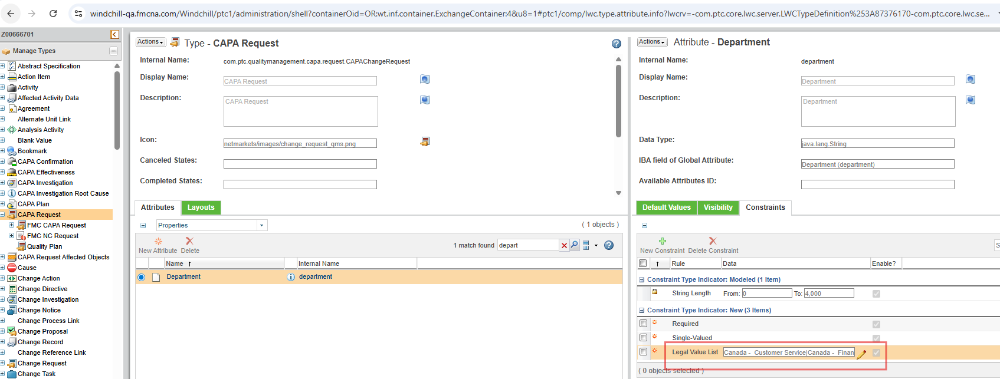 windchill-qa.fmcna.com/Windchill/ptc1/administration/shell?containerOid=OR:wt.inf.container.ExchangeContainer:4&u8=1#ptc1/comp/lwc.type.attribute.info?lwcrv=-com.ptc.core.lwc.server.LWCTypeDefinition%253A87376170-com.ptc.core.lwc.se...
Z00666701
Manage Types
Abstract Specification
Action Item
Activity
Affected Activity Data
Agreement
Alternate Unit Link
Analysis Activity
Blank Value
Bookmark
CAPA Confirmation
CAPA Effectiveness
CAPA Investigation
CAPA Investigation Root Cause
CAPA Plan
CAPA Request
FMC CAPA Request
FMC NC Request
Quality Plan
CAPA Request Affected Objects
Cause
Change Action
Change Directive
Change Investigation
Change Notice
Change Process Link
Change Proposal
Change Record
Change Reference Link
Change Request
Change Task
Actions Type - CAPA Request
Internal Name: com.ptc.qualitymanagement.capa.request.CAPAChangeRequest
Display Name: CAPA Request
Description: CAPA Request
Icon: netmarkets/images/change_request_qms.png
Canceled States:
Completed States:
Attributes Layouts
Properties ( 1 objects )
New Attribute Delete 1 match found depart
Name ↑ Internal Name
Department department
Actions Attribute - Department
Internal Name: department
Display Name: Department
Description: Department
Data Type: java.lang.String
IBA field of Global Attribute: Department (department)
Available Attributes ID:
Default Values Visibility Constraints
New Constraint Delete Constraint S
↑ Rule Data Enable?
Constraint Type Indicator: Modeled (1 Item)
String Length From: 0 To: 4,000
Constraint Type Indicator: New (3 Items)
Required
Single-Valued
Legal Value List Canada -  Customer Service|Canada -  Finan
( 0 objects selected )